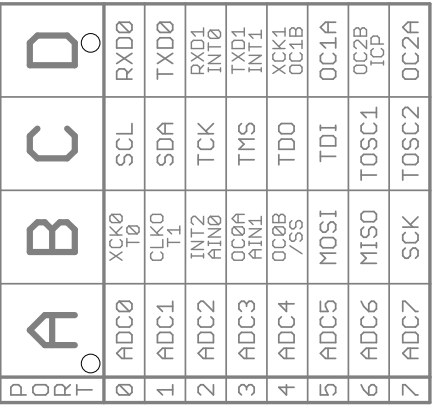 PORT A B C D
0 ADC0 XCK0 T0 SCL RXD0
1 ADC1 CLKO T1 SDA TXD0
2 ADC2 INT2 AIN0 TCK RXD1 INT0
3 ADC3 OC0A AIN1 TMS TXD1 INT1
4 ADC4 OC0B /SS TDO XCK1 OC1B
5 ADC5 MOSI TDI OC1A
6 ADC6 MISO TOSC1 OC2B ICP
7 ADC7 SCK TOSC2 OC2A